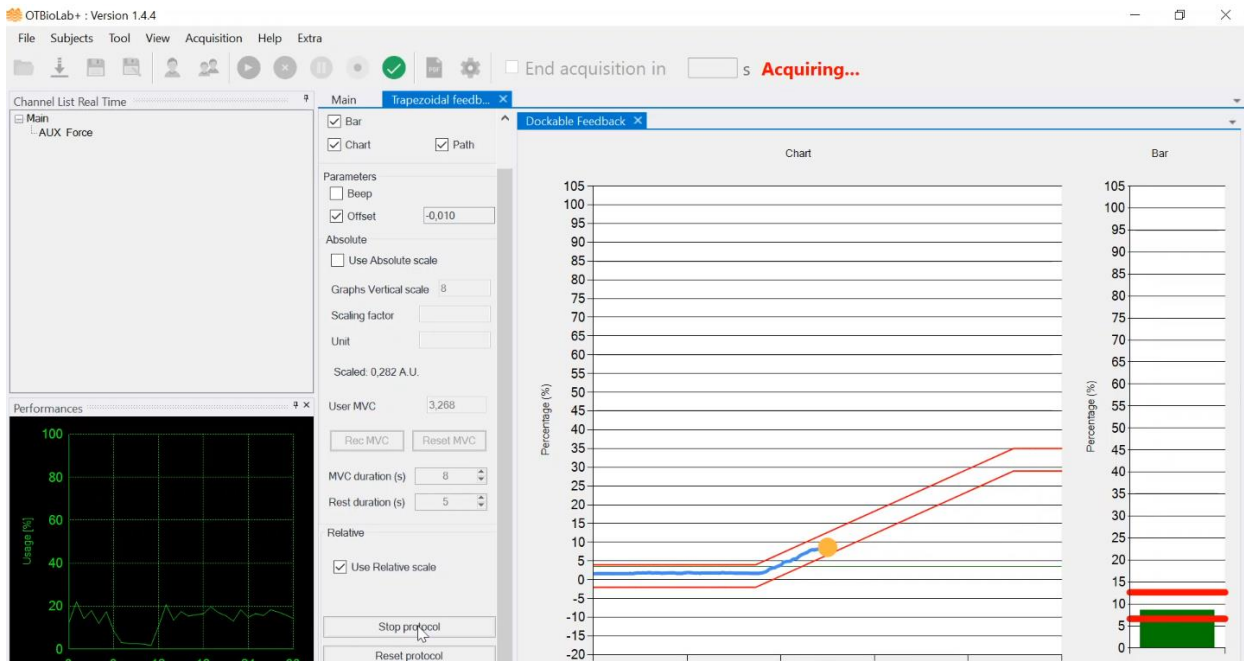 OTBioLab+ : Version 1.4.4
File Subjects Tool View Acquisition Help Extra
PDF
End acquisition in s Acquiring...
Channel List Real Time
Main
AUX Force
Main Trapezoidal feedb...
Bar
Chart Path
Parameters
Beep
Offset -0,010
Absolute
Use Absolute scale
Graphs Vertical scale 8
Scaling factor
Unit
Scaled: 0,282 A.U.
User MVC 3,268
Rec MVC Reset MVC
MVC duration (s) 8
Rest duration (s) 5
Relative
Use Relative scale
Stop protocol
Reset protocol
Performances
100
80
60
40
20
0
Usage [%]
Dockable Feedback
Chart
105
100
95
90
85
80
75
70
65
60
55
50
45
40
35
30
25
20
15
10
5
0
-5
-10
-15
-20
Percentage (%)
Bar
105
100
95
90
85
80
75
70
65
60
55
50
45
40
35
30
25
20
15
10
5
0
Percentage (%)